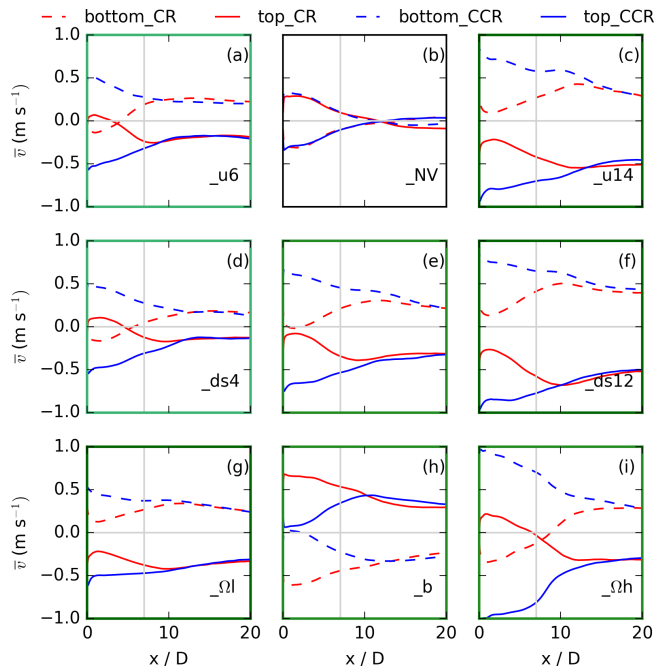 bottom_CR top_CR bottom_CCR top_CCR
1.0 (a) (b) (c)
0.5
v̅ (m s⁻¹) 0.0
−0.5
_u6 _NV _u14
−1.0
1.0 (d) (e) (f)
0.5
v̅ (m s⁻¹) 0.0
−0.5
_ds4 _ds12
−1.0
1.0 (g) (h) (i)
0.5
v̅ (m s⁻¹) 0.0
−0.5
_Ωl _b _Ωh
−1.0
0 10 20 0 10 20 0 10 20
x / D x / D x / D